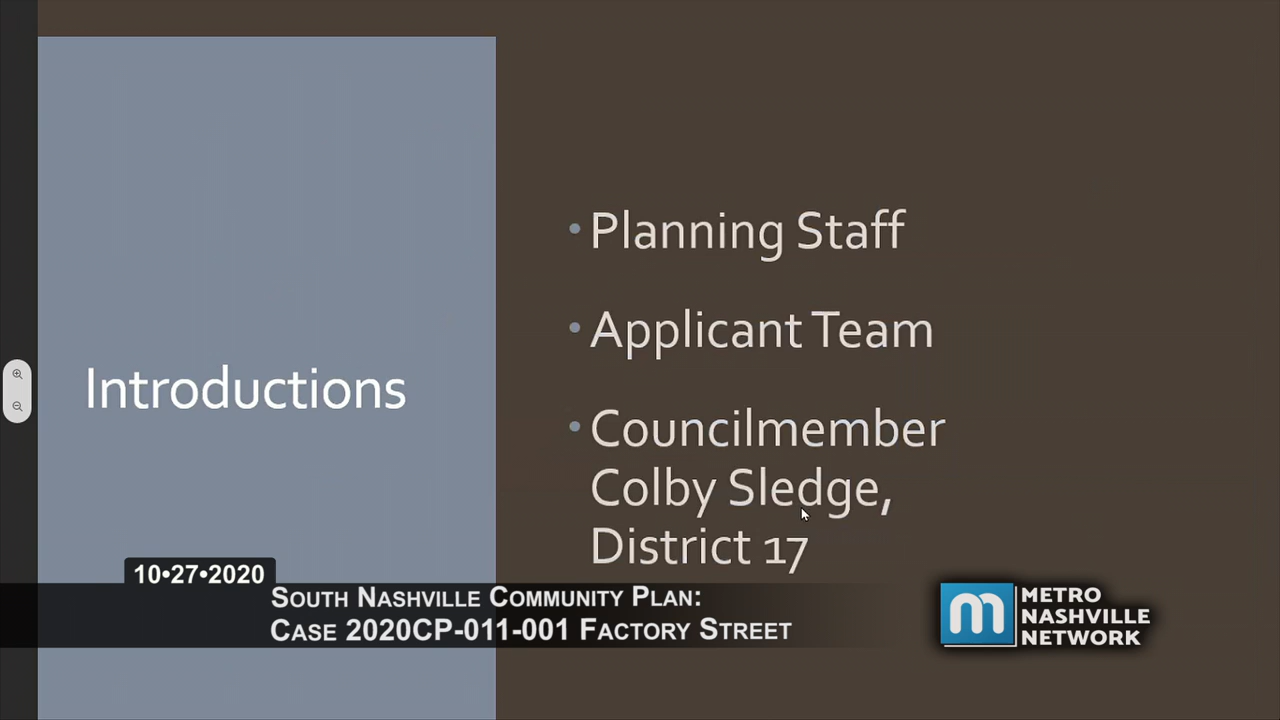 Introductions
• Planning Staff
• Applicant Team
• Councilmember
Colby Sledge,
District 17
10•27•2020
South Nashville Community Plan:
Case 2020CP-011-001 Factory Street
m
METRO
NASHVILLE
NETWORK